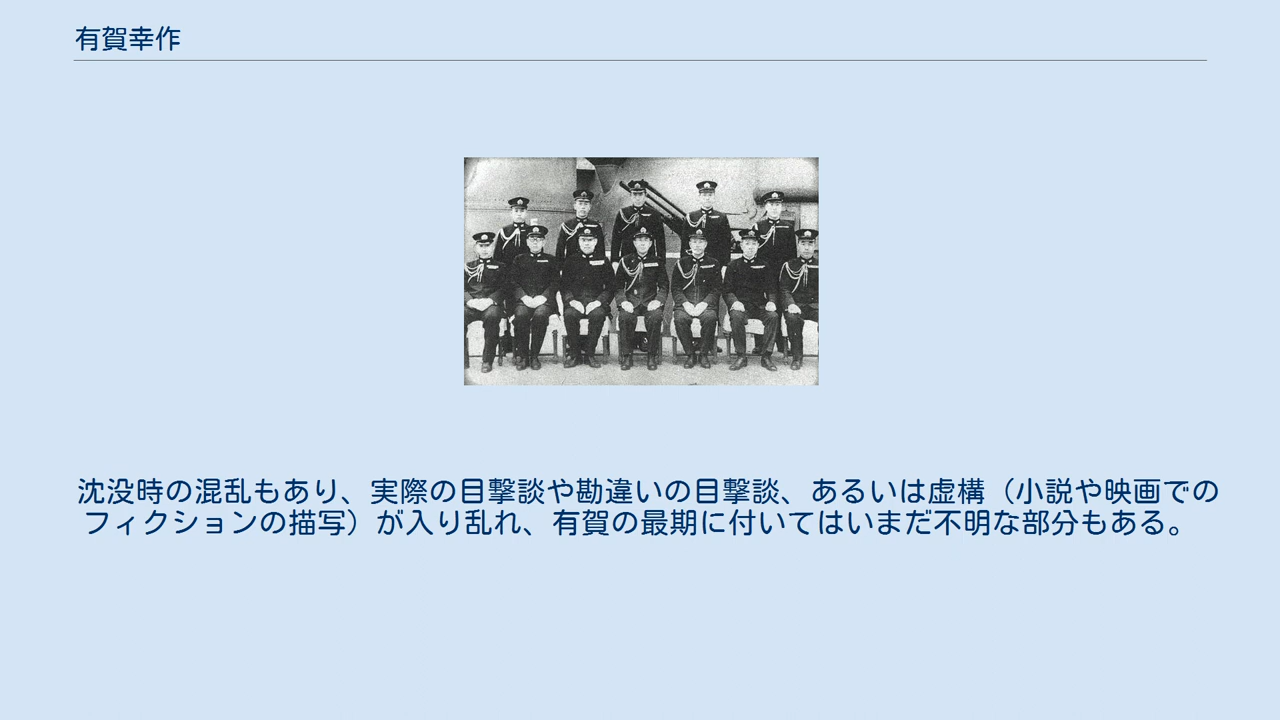 有賀幸作
沈没時の混乱もあり、実際の目撃談や勘違いの目撃談、あるいは虚構（小説や映画での
フィクションの描写）が入り乱れ、有賀の最期に付いてはいまだ不明な部分もある。